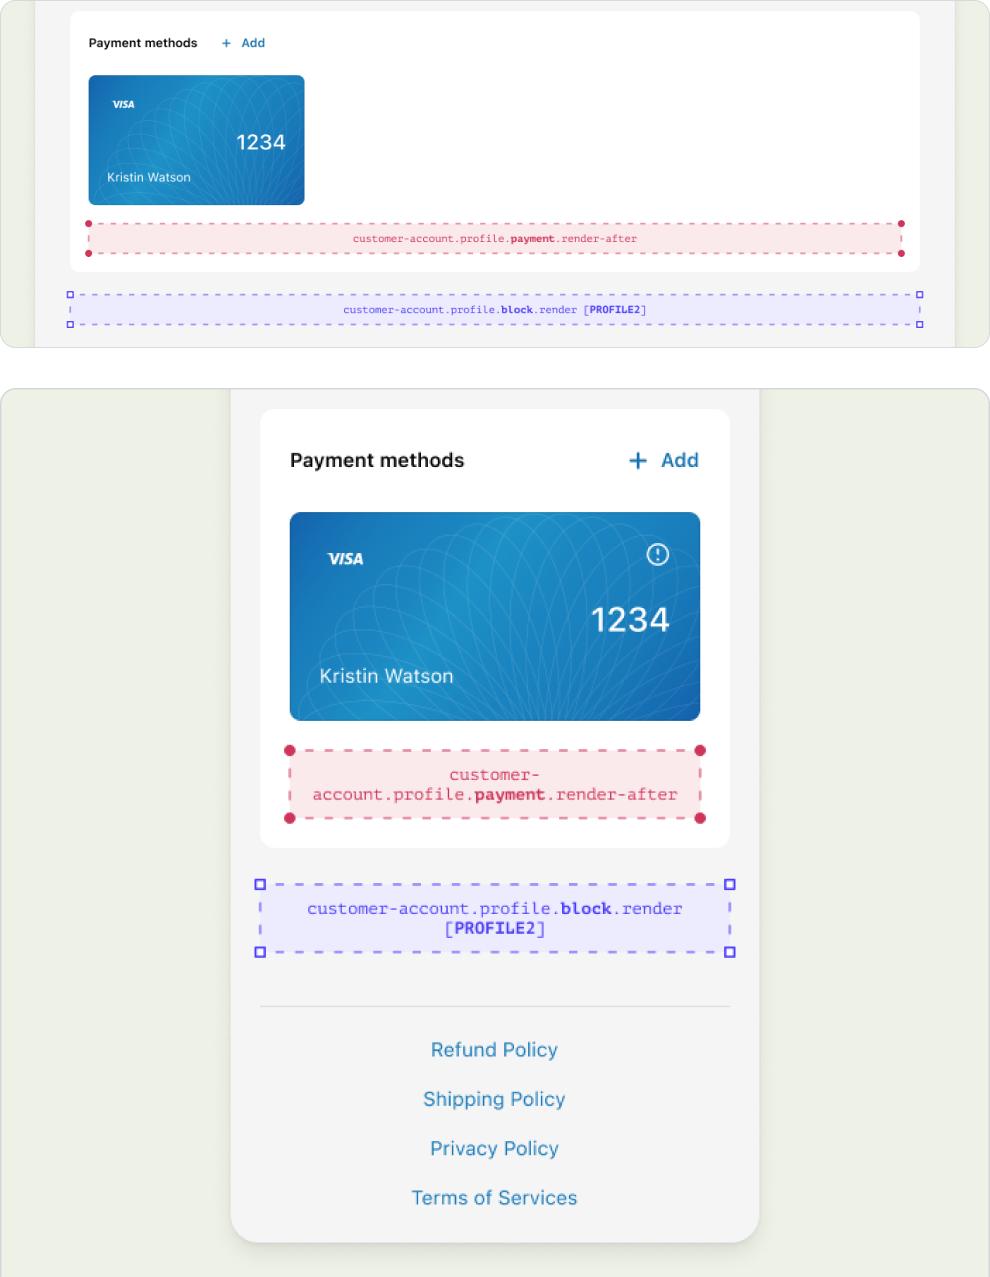 Payment methods + Add
VISA
1234
Kristin Watson
customer-account.profile.payment.render-after
customer-account.profile.block.render [PROFILE2]
Payment methods + Add
VISA
1234
Kristin Watson
customer-
account.profile.payment.render-after
customer-account.profile.block.render
[PROFILE2]
Refund Policy
Shipping Policy
Privacy Policy
Terms of Services